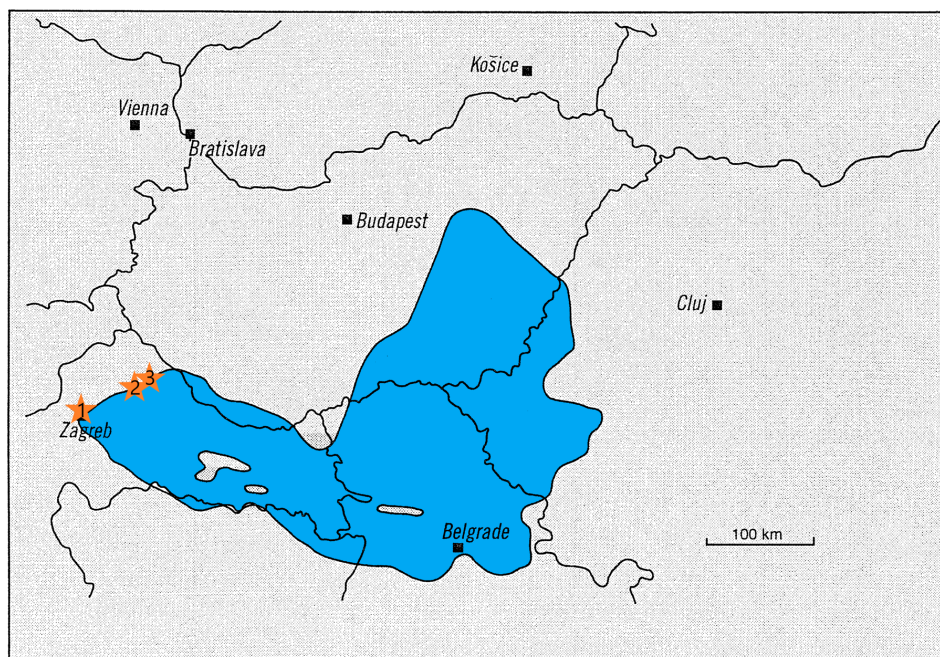 Košice
Vienna
Bratislava
Budapest
Cluj
3
2
1
Zagreb
Belgrade
100 km